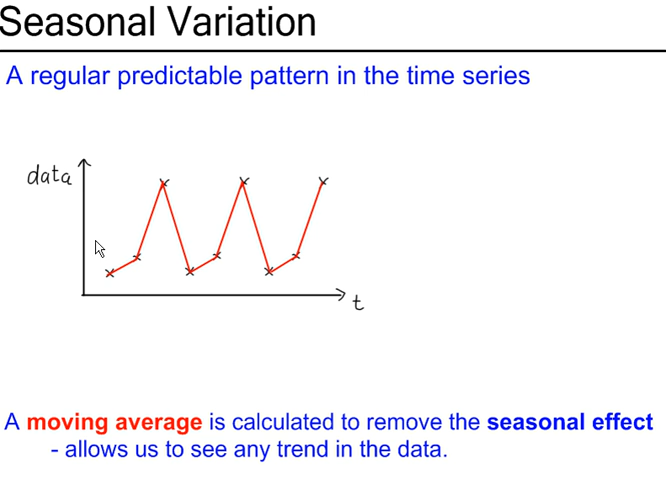 Seasonal Variation
A regular predictable pattern in the time series
data
t
A moving average is calculated to remove the seasonal effect
- allows us to see any trend in the data.